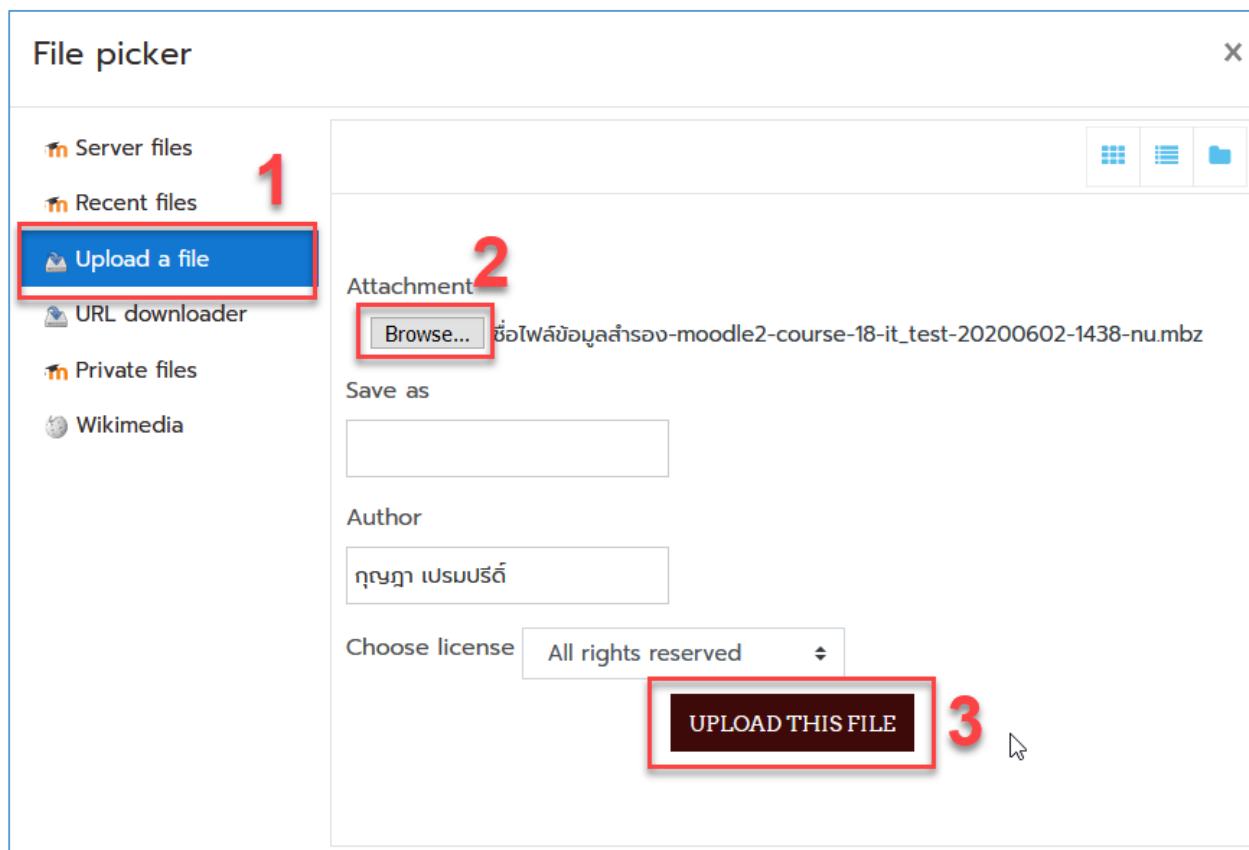 File picker
×
Server files
1
Recent files
Upload a file
URL downloader
Private files
Wikimedia
2
Attachment
Browse... ชื่อไฟล์ข้อมูลสำรอง-moodle2-course-18-it_test-20200602-1438-nu.mbz
Save as
Author
กุญฎา เปรมปรีดิ์
Choose license All rights reserved
UPLOAD THIS FILE 3